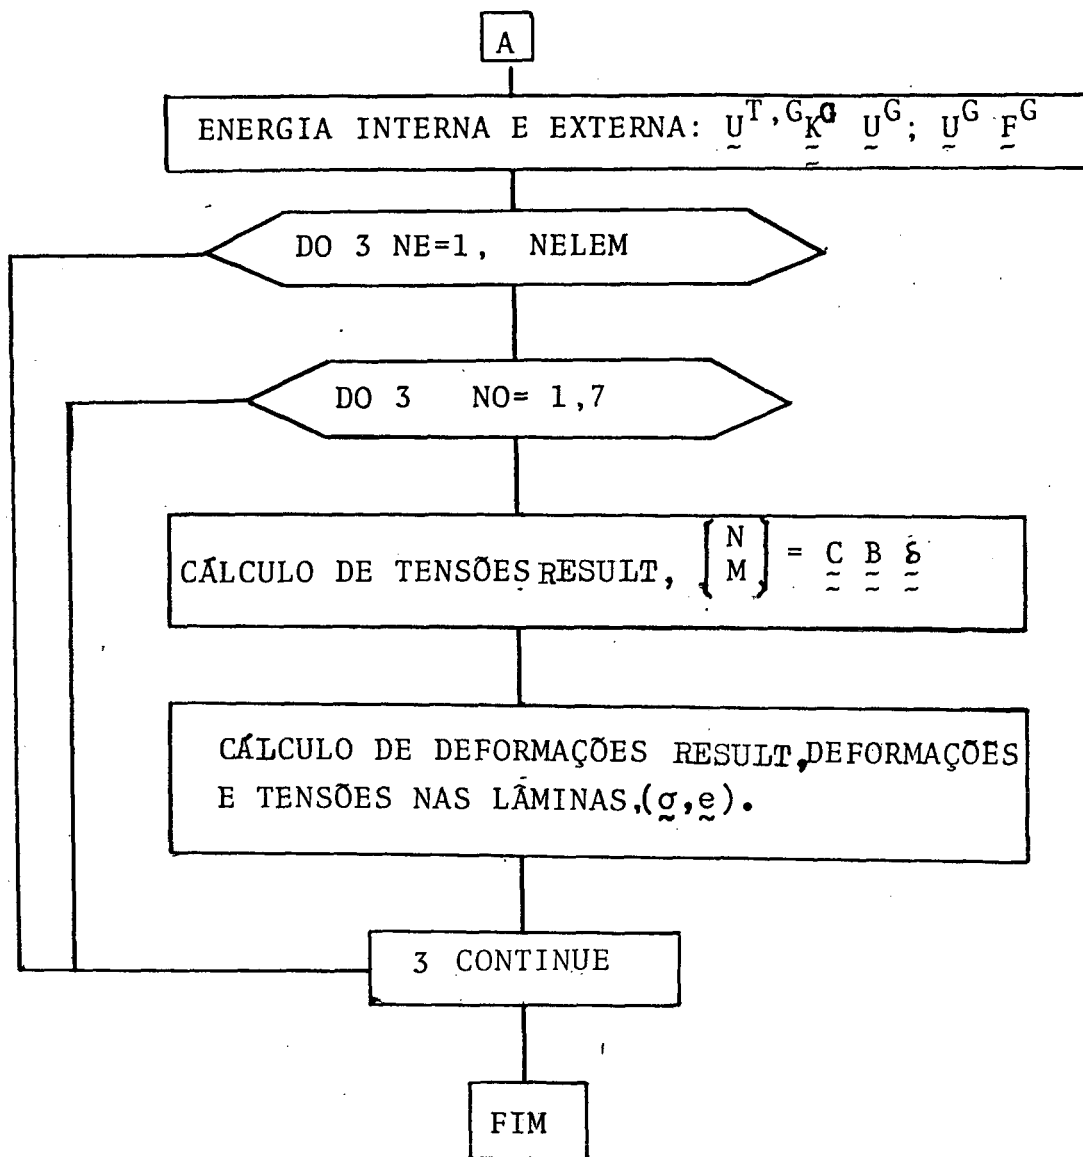 A
ENERGIA INTERNA E EXTERNA: U^T,G K^G U^G; U^G F^G
DO 3 NE=1, NELEM
DO 3 NO= 1,7
CÁLCULO DE TENSÕES RESULT, [N M] = C B δ
CÁLCULO DE DEFORMAÇÕES RESULT,DEFORMAÇÕES
E TENSÕES NAS LÂMINAS,(σ,e).
3 CONTINUE
FIM